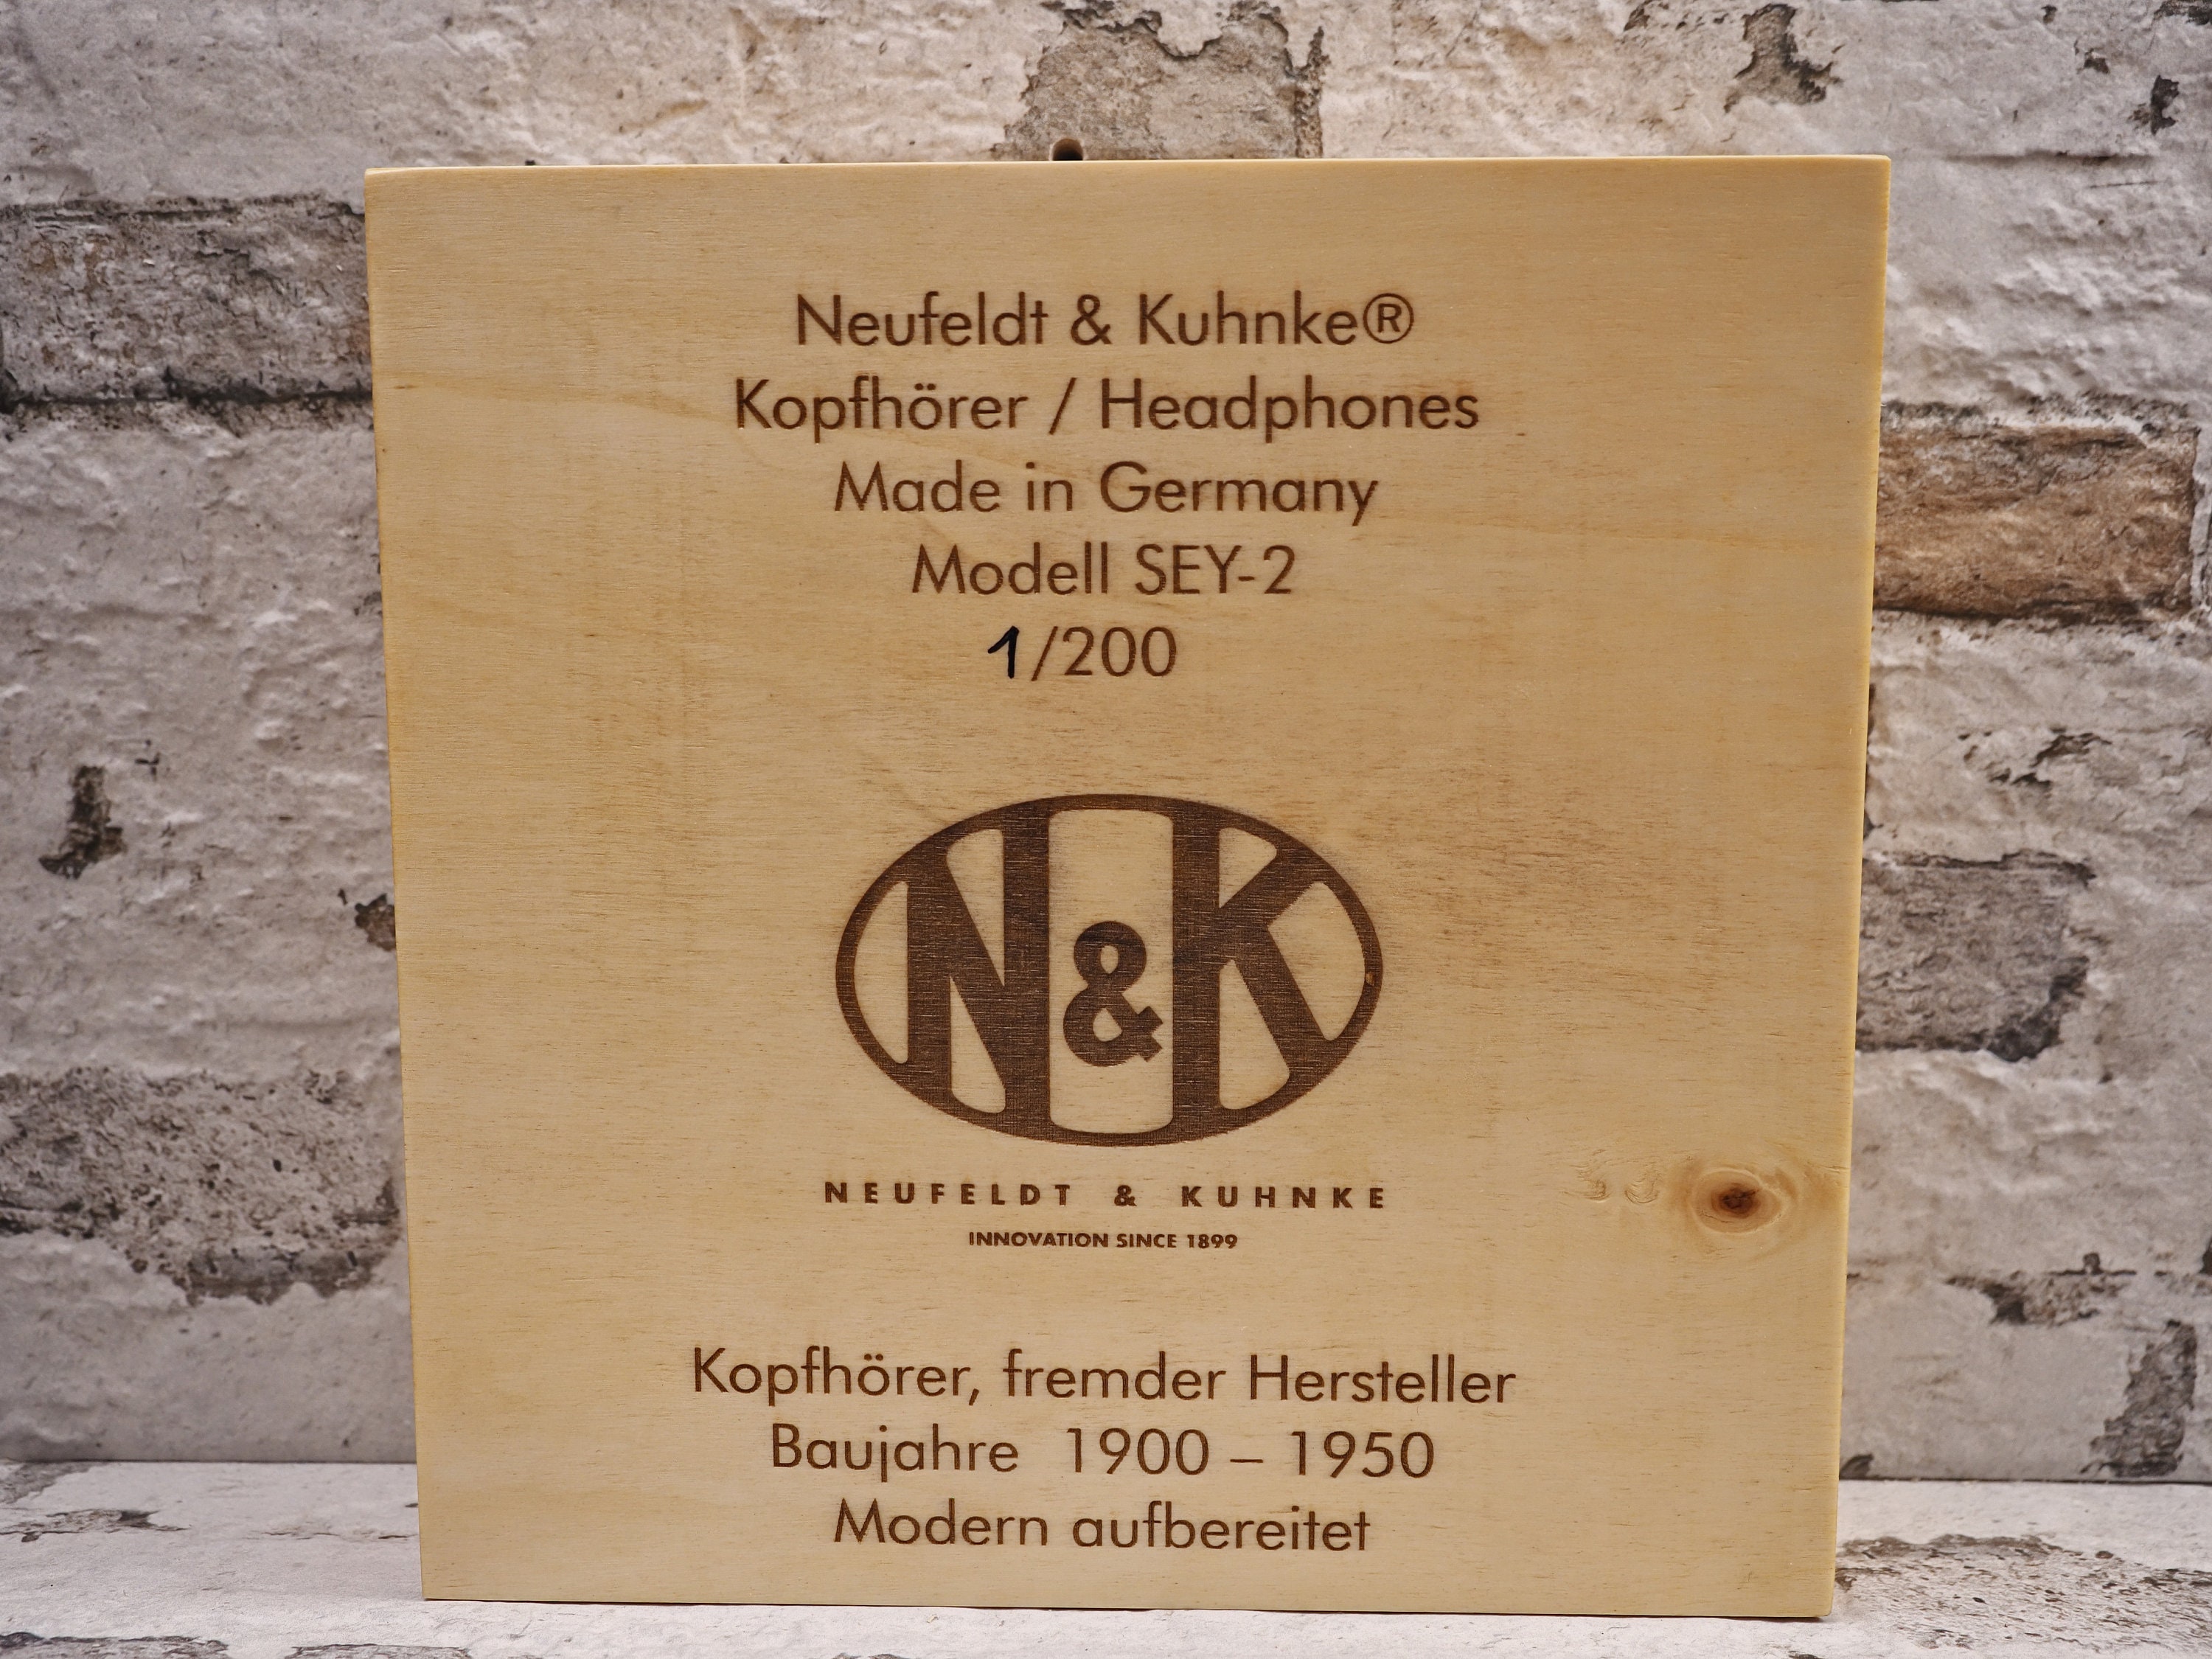 Neufeldt & Kuhnke®
Kopfhörer / Headphones
Made in Germany
Modell SEY-2
1/200
N&K
NEUFELDT & KUHNKE
INNOVATION SINCE 1899
Kopfhörer, fremder Hersteller
Baujahre 1900 – 1950
Modern aufbereitet